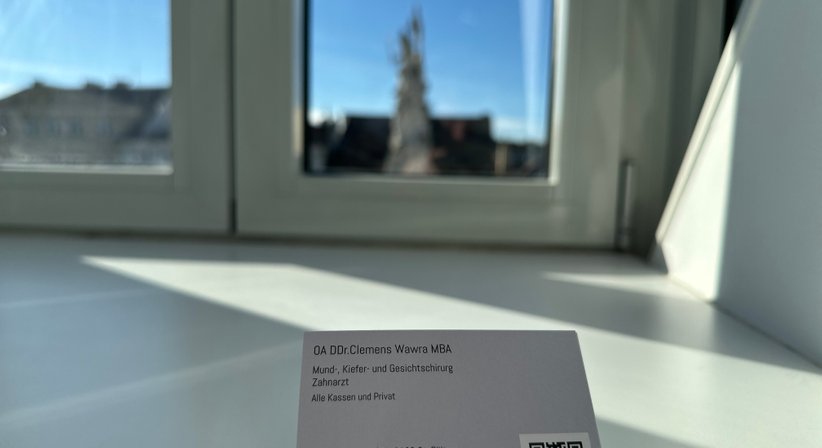 OA DDr.Clemens Wawra MBA
Mund-, Kiefer- und Gesichtschirurg
Zahnarzt
Alle Kassen und Privat